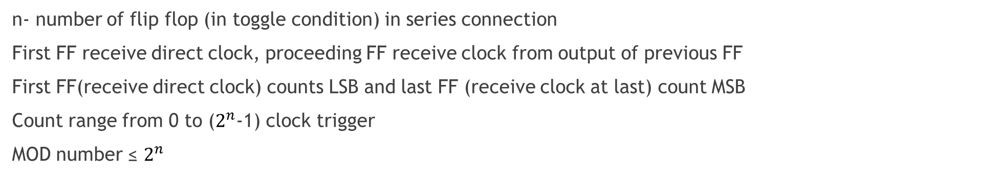 n- number of flip flop (in toggle condition) in series connection
First FF receive direct clock, proceeding FF receive clock from output of previous FF
First FF(receive direct clock) counts LSB and last FF (receive clock at last) count MSB
Count range from 0 to (2ⁿ-1) clock trigger
MOD number ≤ 2ⁿ